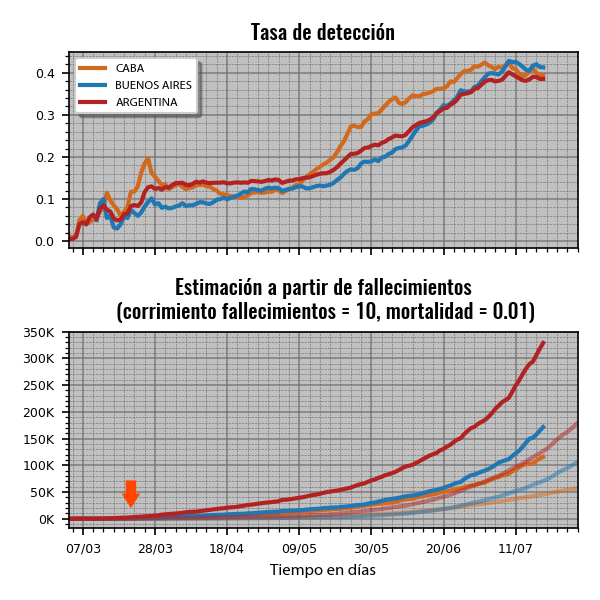 Tasa de detección
CABA
BUENOS AIRES
ARGENTINA
0.4
0.3
0.2
0.1
0.0
Estimación a partir de fallecimientos
(corrimiento fallecimientos = 10, mortalidad = 0.01)
350K
300K
250K
200K
150K
100K
50K
0K
07/03 28/03 18/04 09/05 30/05 20/06 11/07
Tiempo en días